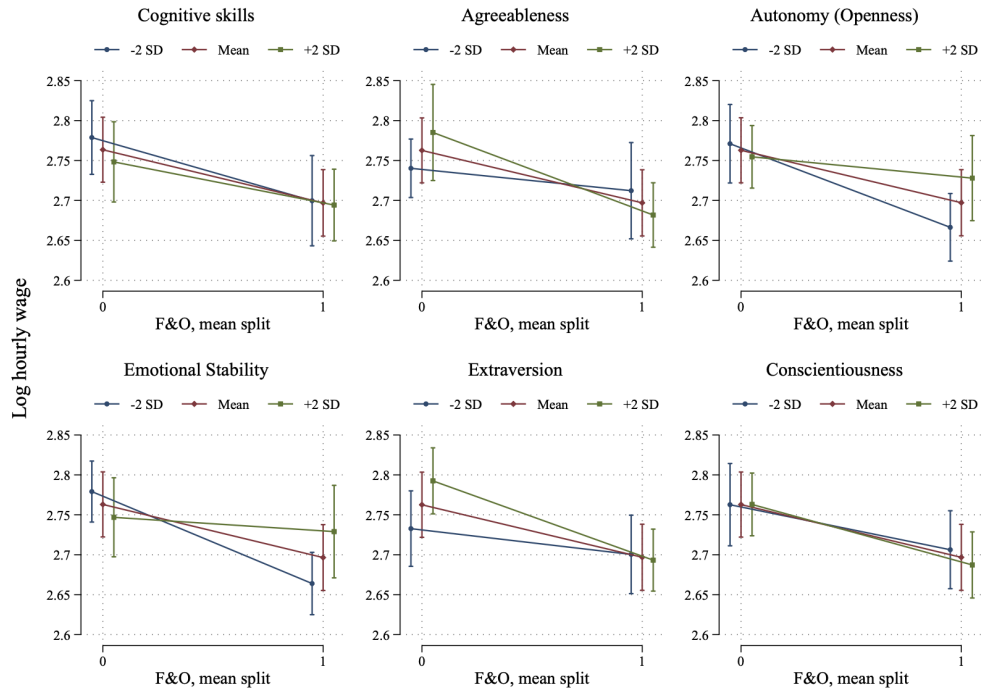 Cognitive skills
-2 SD Mean +2 SD
2.85
2.8
2.75
2.7
2.65
2.6
0 1
F&O, mean split
Agreeableness
-2 SD Mean +2 SD
2.85
2.8
2.75
2.7
2.65
2.6
0 1
F&O, mean split
Autonomy (Openness)
-2 SD Mean +2 SD
2.85
2.8
2.75
2.7
2.65
2.6
0 1
F&O, mean split
Log hourly wage
Emotional Stability
-2 SD Mean +2 SD
2.85
2.8
2.75
2.7
2.65
2.6
0 1
F&O, mean split
Extraversion
-2 SD Mean +2 SD
2.85
2.8
2.75
2.7
2.65
2.6
0 1
F&O, mean split
Conscientiousness
-2 SD Mean +2 SD
2.85
2.8
2.75
2.7
2.65
2.6
0 1
F&O, mean split